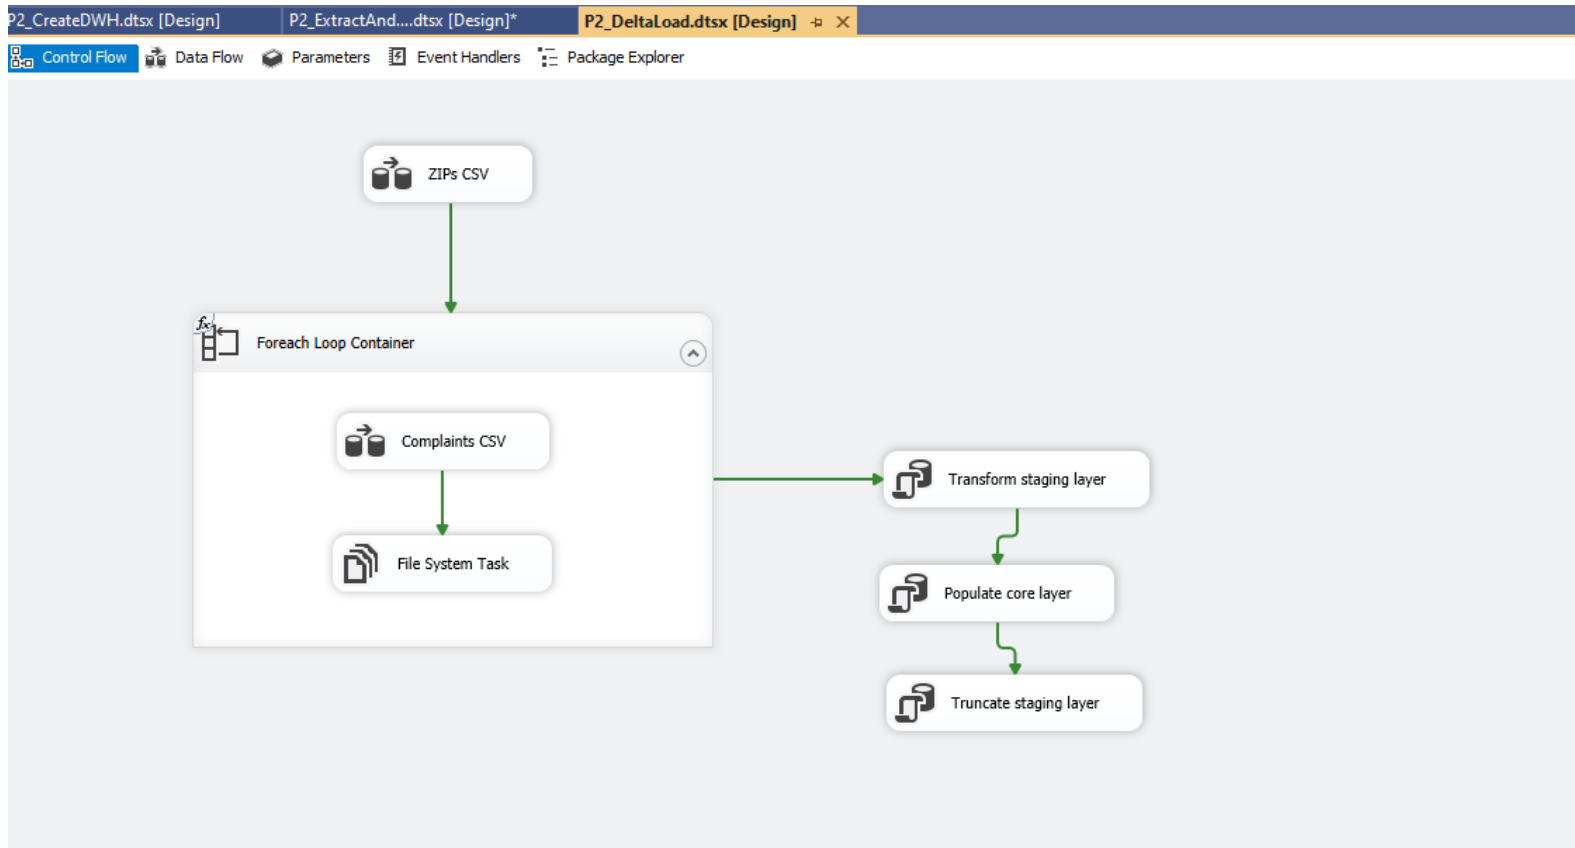 P2_CreateDWH.dtsx [Design] P2_ExtractAnd....dtsx [Design]* P2_DeltaLoad.dtsx [Design]
Control Flow Data Flow Parameters Event Handlers Package Explorer
ZIPs CSV
fx
Foreach Loop Container
Complaints CSV
File System Task
Transform staging layer
Populate core layer
Truncate staging layer